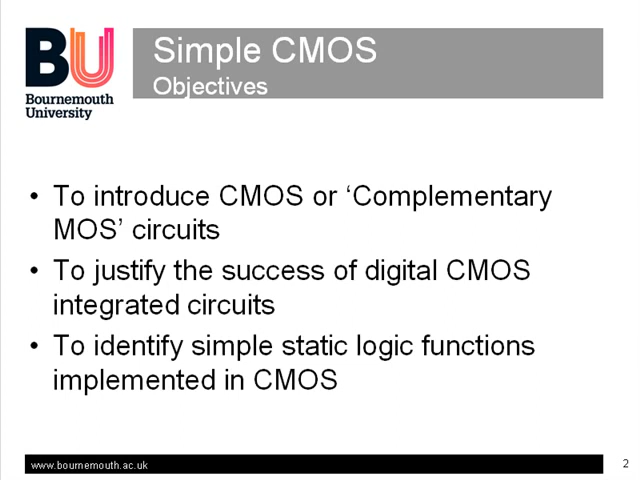 BU
Bournemouth
University
Simple CMOS
Objectives
• To introduce CMOS or ‘Complementary
MOS’ circuits
• To justify the success of digital CMOS
integrated circuits
• To identify simple static logic functions
implemented in CMOS
www.bournemouth.ac.uk
2